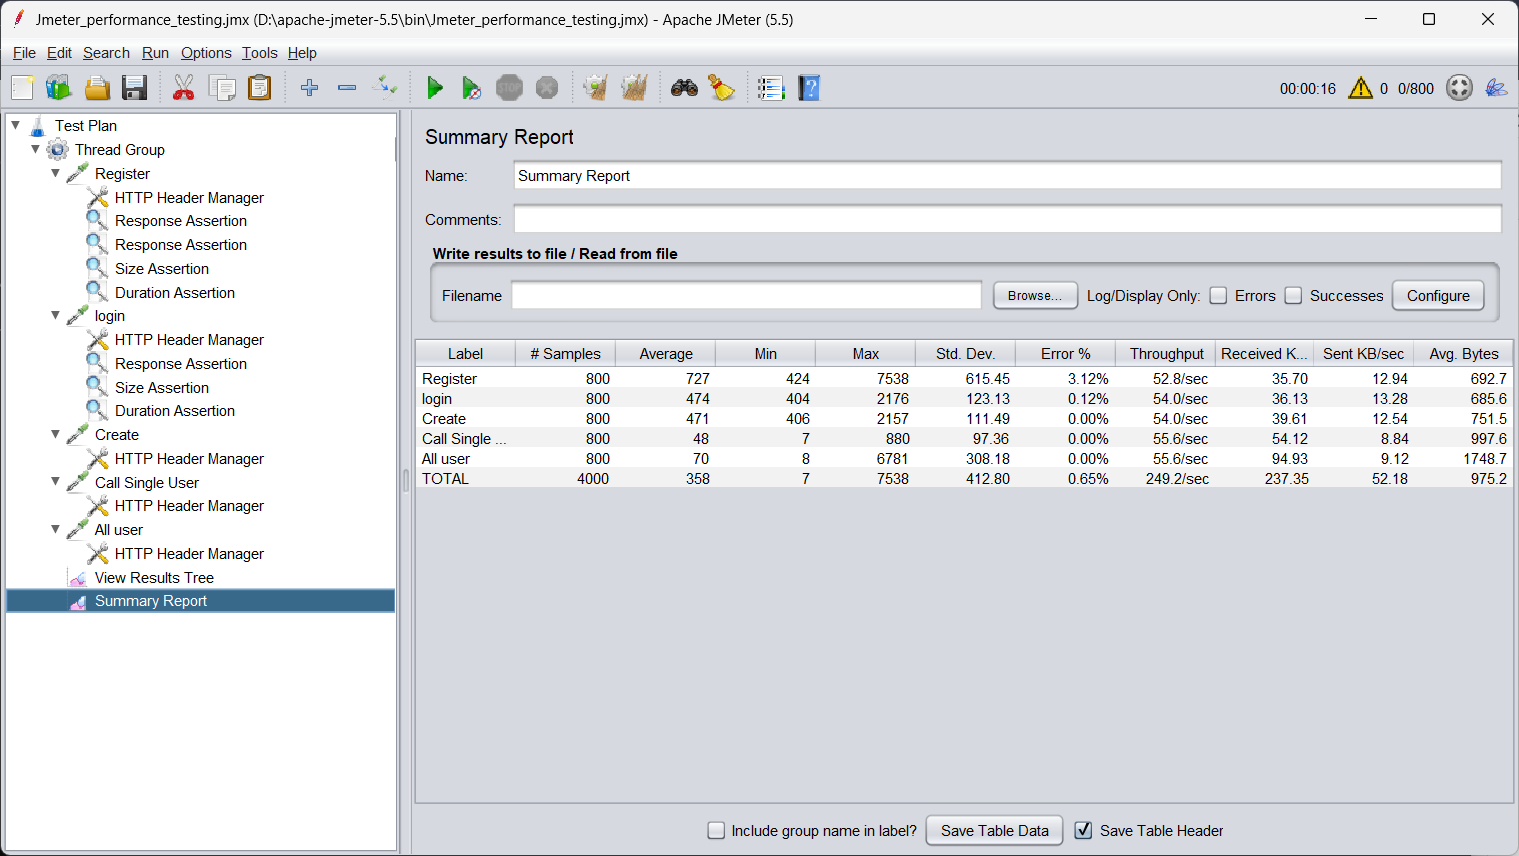 Jmeter_performance_testing.jmx (D:\apache-jmeter-5.5\bin\Jmeter_performance_testing.jmx) - Apache JMeter (5.5)
File Edit Search Run Options Tools Help
STOP
00:00:16 0 0/800
Test Plan
Thread Group
Register
HTTP Header Manager
Response Assertion
Response Assertion
Size Assertion
Duration Assertion
login
HTTP Header Manager
Response Assertion
Size Assertion
Duration Assertion
Create
HTTP Header Manager
Call Single User
HTTP Header Manager
All user
HTTP Header Manager
View Results Tree
Summary Report
Summary Report
Name: Summary Report
Comments:
Write results to file / Read from file
Filename Browse... Log/Display Only: Errors Successes Configure
Label # Samples Average Min Max Std. Dev. Error % Throughput Received K... Sent KB/sec Avg. Bytes
Register 800 727 424 7538 615.45 3.12% 52.8/sec 35.70 12.94 692.7
login 800 474 404 2176 123.13 0.12% 54.0/sec 36.13 13.28 685.6
Create 800 471 406 2157 111.49 0.00% 54.0/sec 39.61 12.54 751.5
Call Single ... 800 48 7 880 97.36 0.00% 55.6/sec 54.12 8.84 997.6
All user 800 70 8 6781 308.18 0.00% 55.6/sec 94.93 9.12 1748.7
TOTAL 4000 358 7 7538 412.80 0.65% 249.2/sec 237.35 52.18 975.2
Include group name in label? Save Table Data Save Table Header